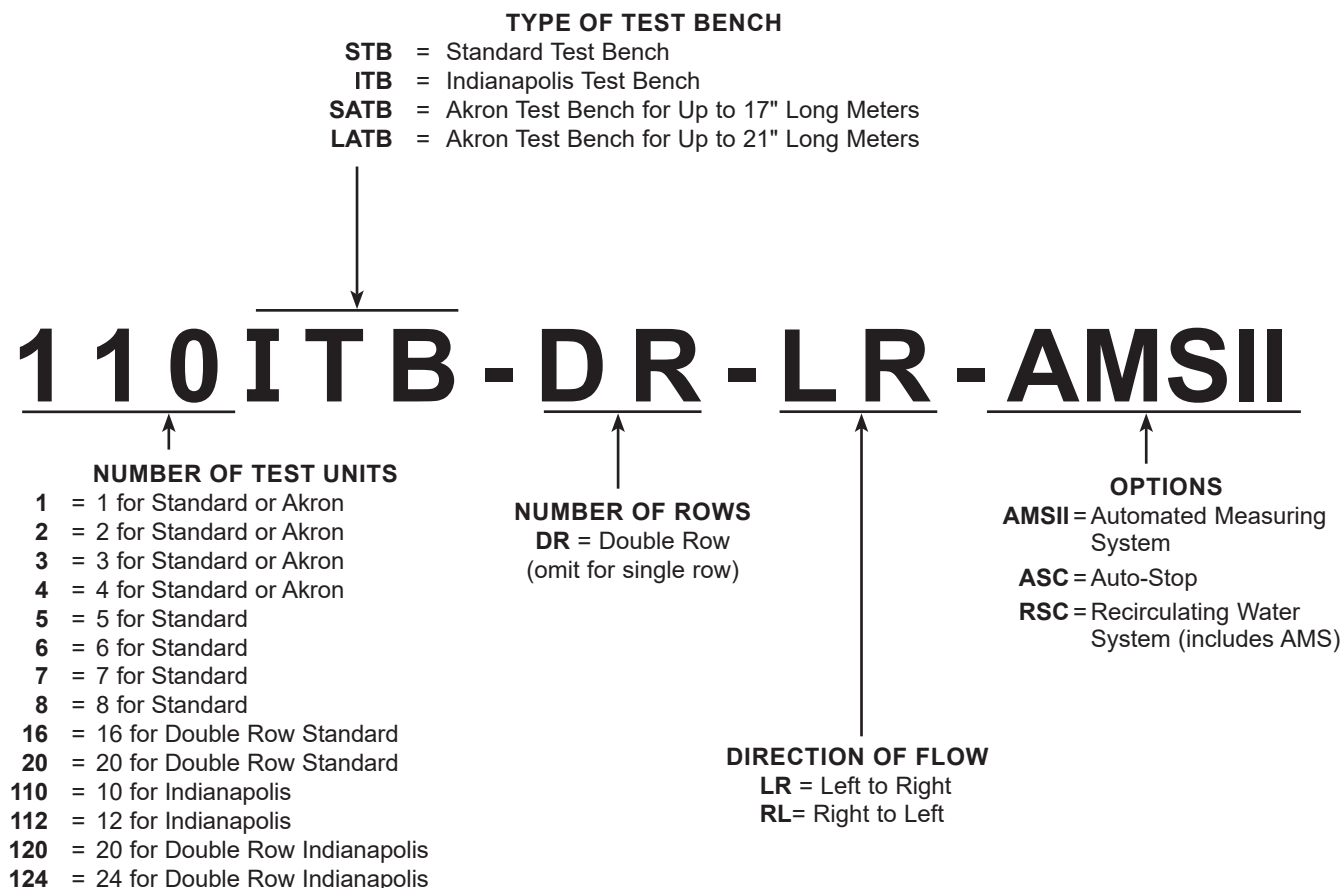 TYPE OF TEST BENCH
STB = Standard Test Bench
ITB = Indianapolis Test Bench
SATB = Akron Test Bench for Up to 17" Long Meters
LATB = Akron Test Bench for Up to 21" Long Meters
110ITB-DR-LR-AMSII
NUMBER OF TEST UNITS
1 = 1 for Standard or Akron
2 = 2 for Standard or Akron
3 = 3 for Standard or Akron
4 = 4 for Standard or Akron
5 = 5 for Standard
6 = 6 for Standard
7 = 7 for Standard
8 = 8 for Standard
16 = 16 for Double Row Standard
20 = 20 for Double Row Standard
110 = 10 for Indianapolis
112 = 12 for Indianapolis
120 = 20 for Double Row Indianapolis
124 = 24 for Double Row Indianapolis
NUMBER OF ROWS
DR = Double Row
(omit for single row)
DIRECTION OF FLOW
LR = Left to Right
RL= Right to Left
OPTIONS
AMSII = Automated Measuring
System
ASC = Auto-Stop
RSC = Recirculating Water
System (includes AMS)